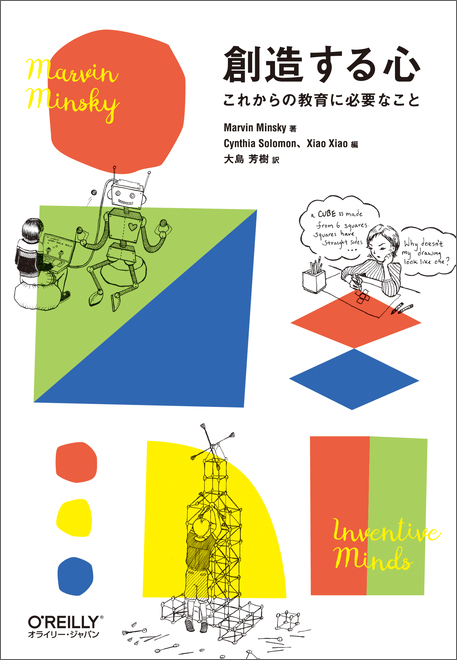 Marvin
Minsky
創造する心
これからの教育に必要なこと
Marvin Minsky 著
Cynthia Solomon、Xiao Xiao 編
大島 芳樹 訳
a CUBE is made
from 6 squares
squares have
straight sides
...
Why doesn't
my drawing
look like one?
Inventive
Minds
O'REILLY®
オライリー・ジャパン